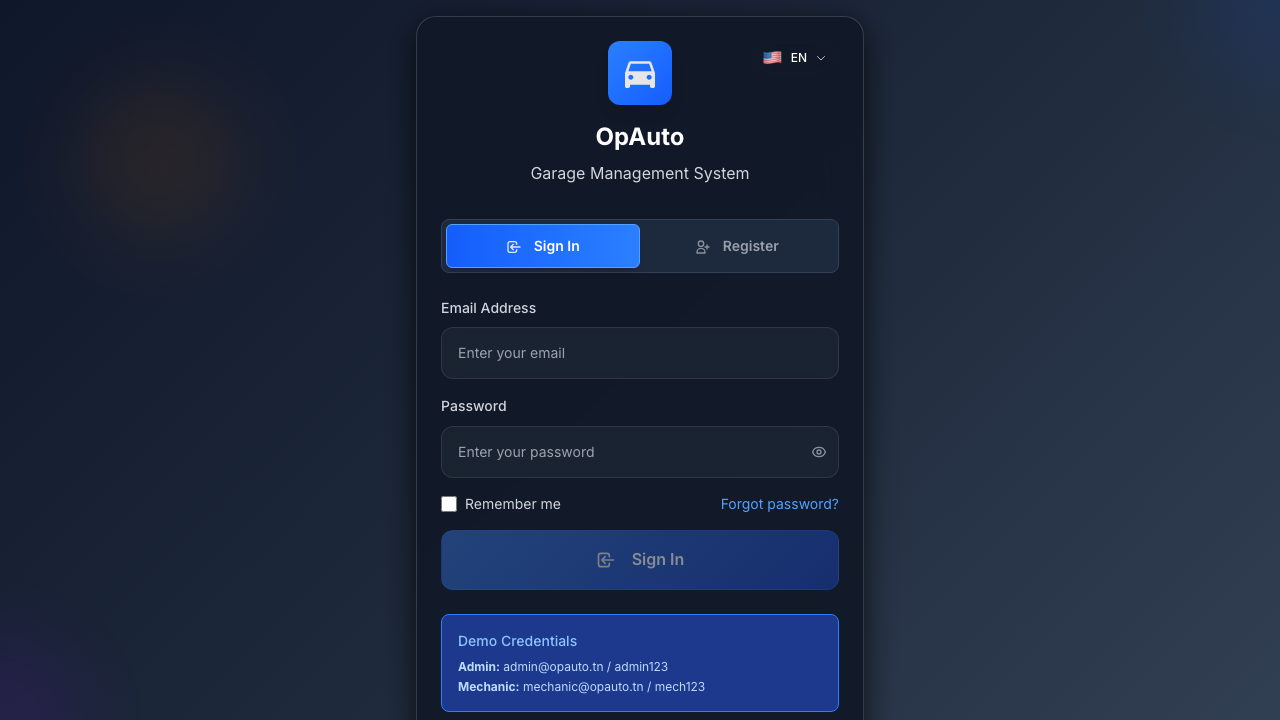 EN
OpAuto
Garage Management System
Sign In
Register
Email Address
Enter your email
Password
Enter your password
Remember me
Forgot password?
Sign In
Demo Credentials
Admin: admin@opauto.tn / admin123
Mechanic: mechanic@opauto.tn / mech123